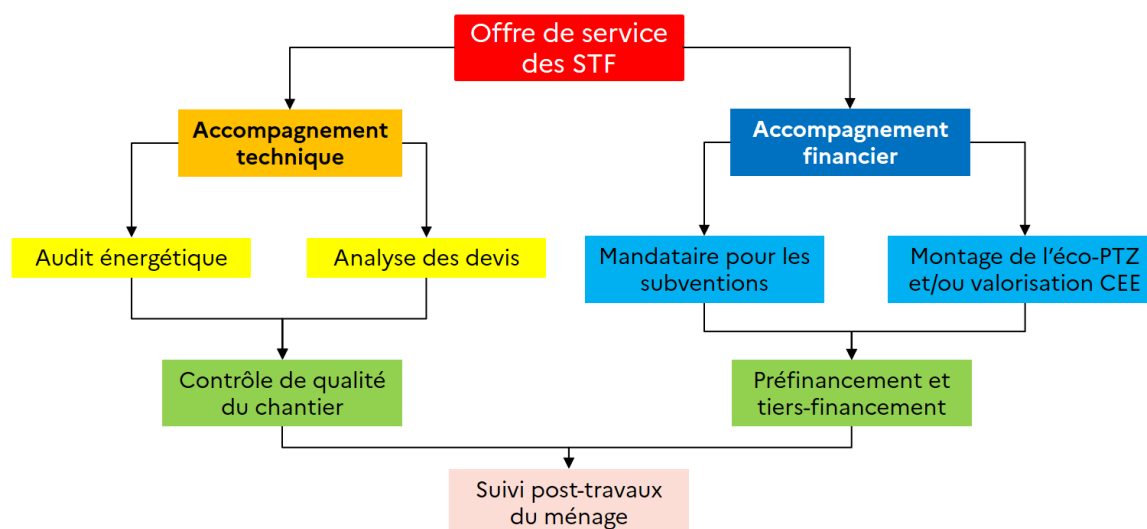 Offre de service
des STF
Accompagnement
technique
Accompagnement
financier
Audit énergétique
Analyse des devis
Mandataire pour les
subventions
Montage de l'éco-PTZ
et/ou valorisation CEE
Contrôle de qualité
du chantier
Préfinancement et
tiers-financement
Suivi post-travaux
du ménage